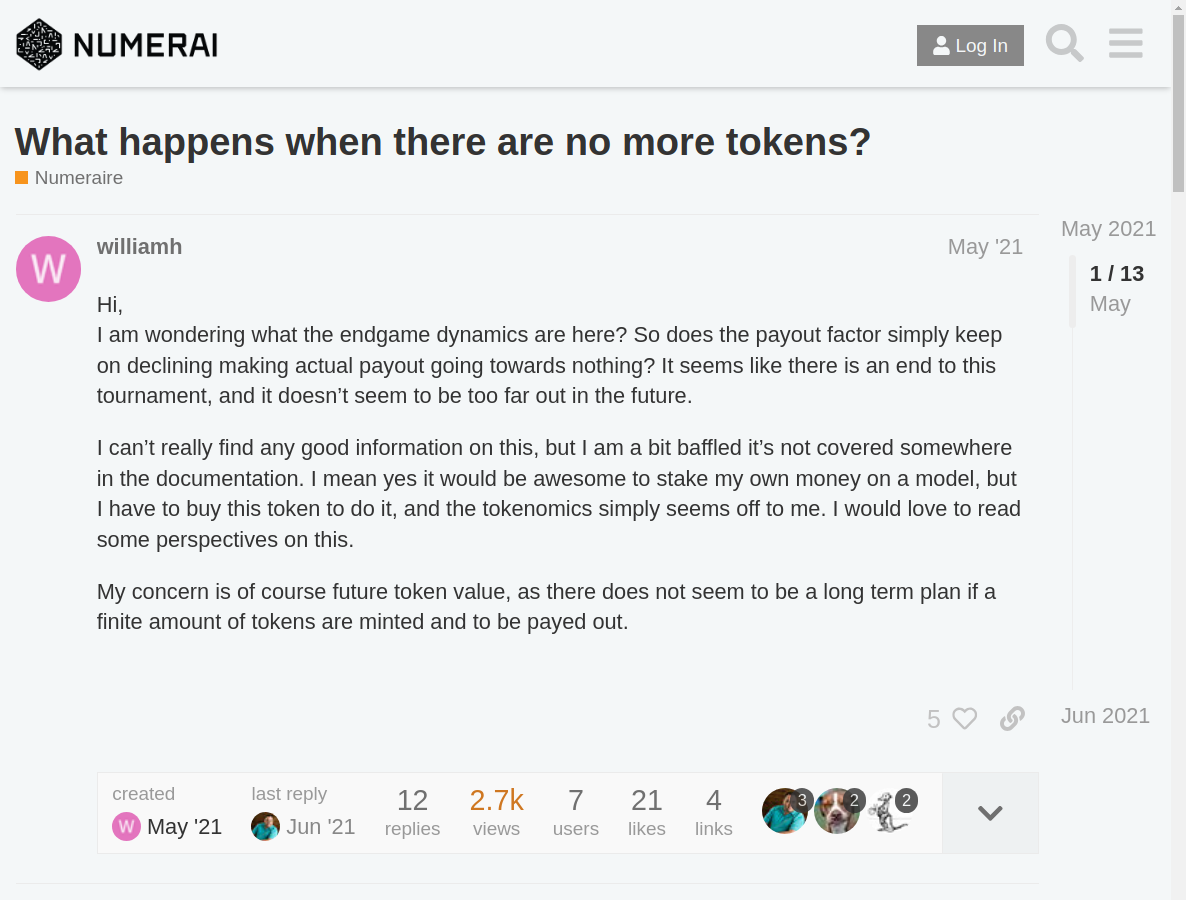 NUMERAI
Log In
What happens when there are no more tokens?
Numeraire
williamh
May '21
Hi,
I am wondering what the endgame dynamics are here? So does the payout factor simply keep
on declining making actual payout going towards nothing? It seems like there is an end to this
tournament, and it doesn’t seem to be too far out in the future.
I can’t really find any good information on this, but I am a bit baffled it’s not covered somewhere
in the documentation. I mean yes it would be awesome to stake my own money on a model, but
I have to buy this token to do it, and the tokenomics simply seems off to me. I would love to read
some perspectives on this.
My concern is of course future token value, as there does not seem to be a long term plan if a
finite amount of tokens are minted and to be payed out.
5
May 2021
1 / 13
May
Jun 2021
created
W May '21
last reply
Jun '21
12
replies
2.7k
views
7
users
21
likes
4
links
3
2
2
W